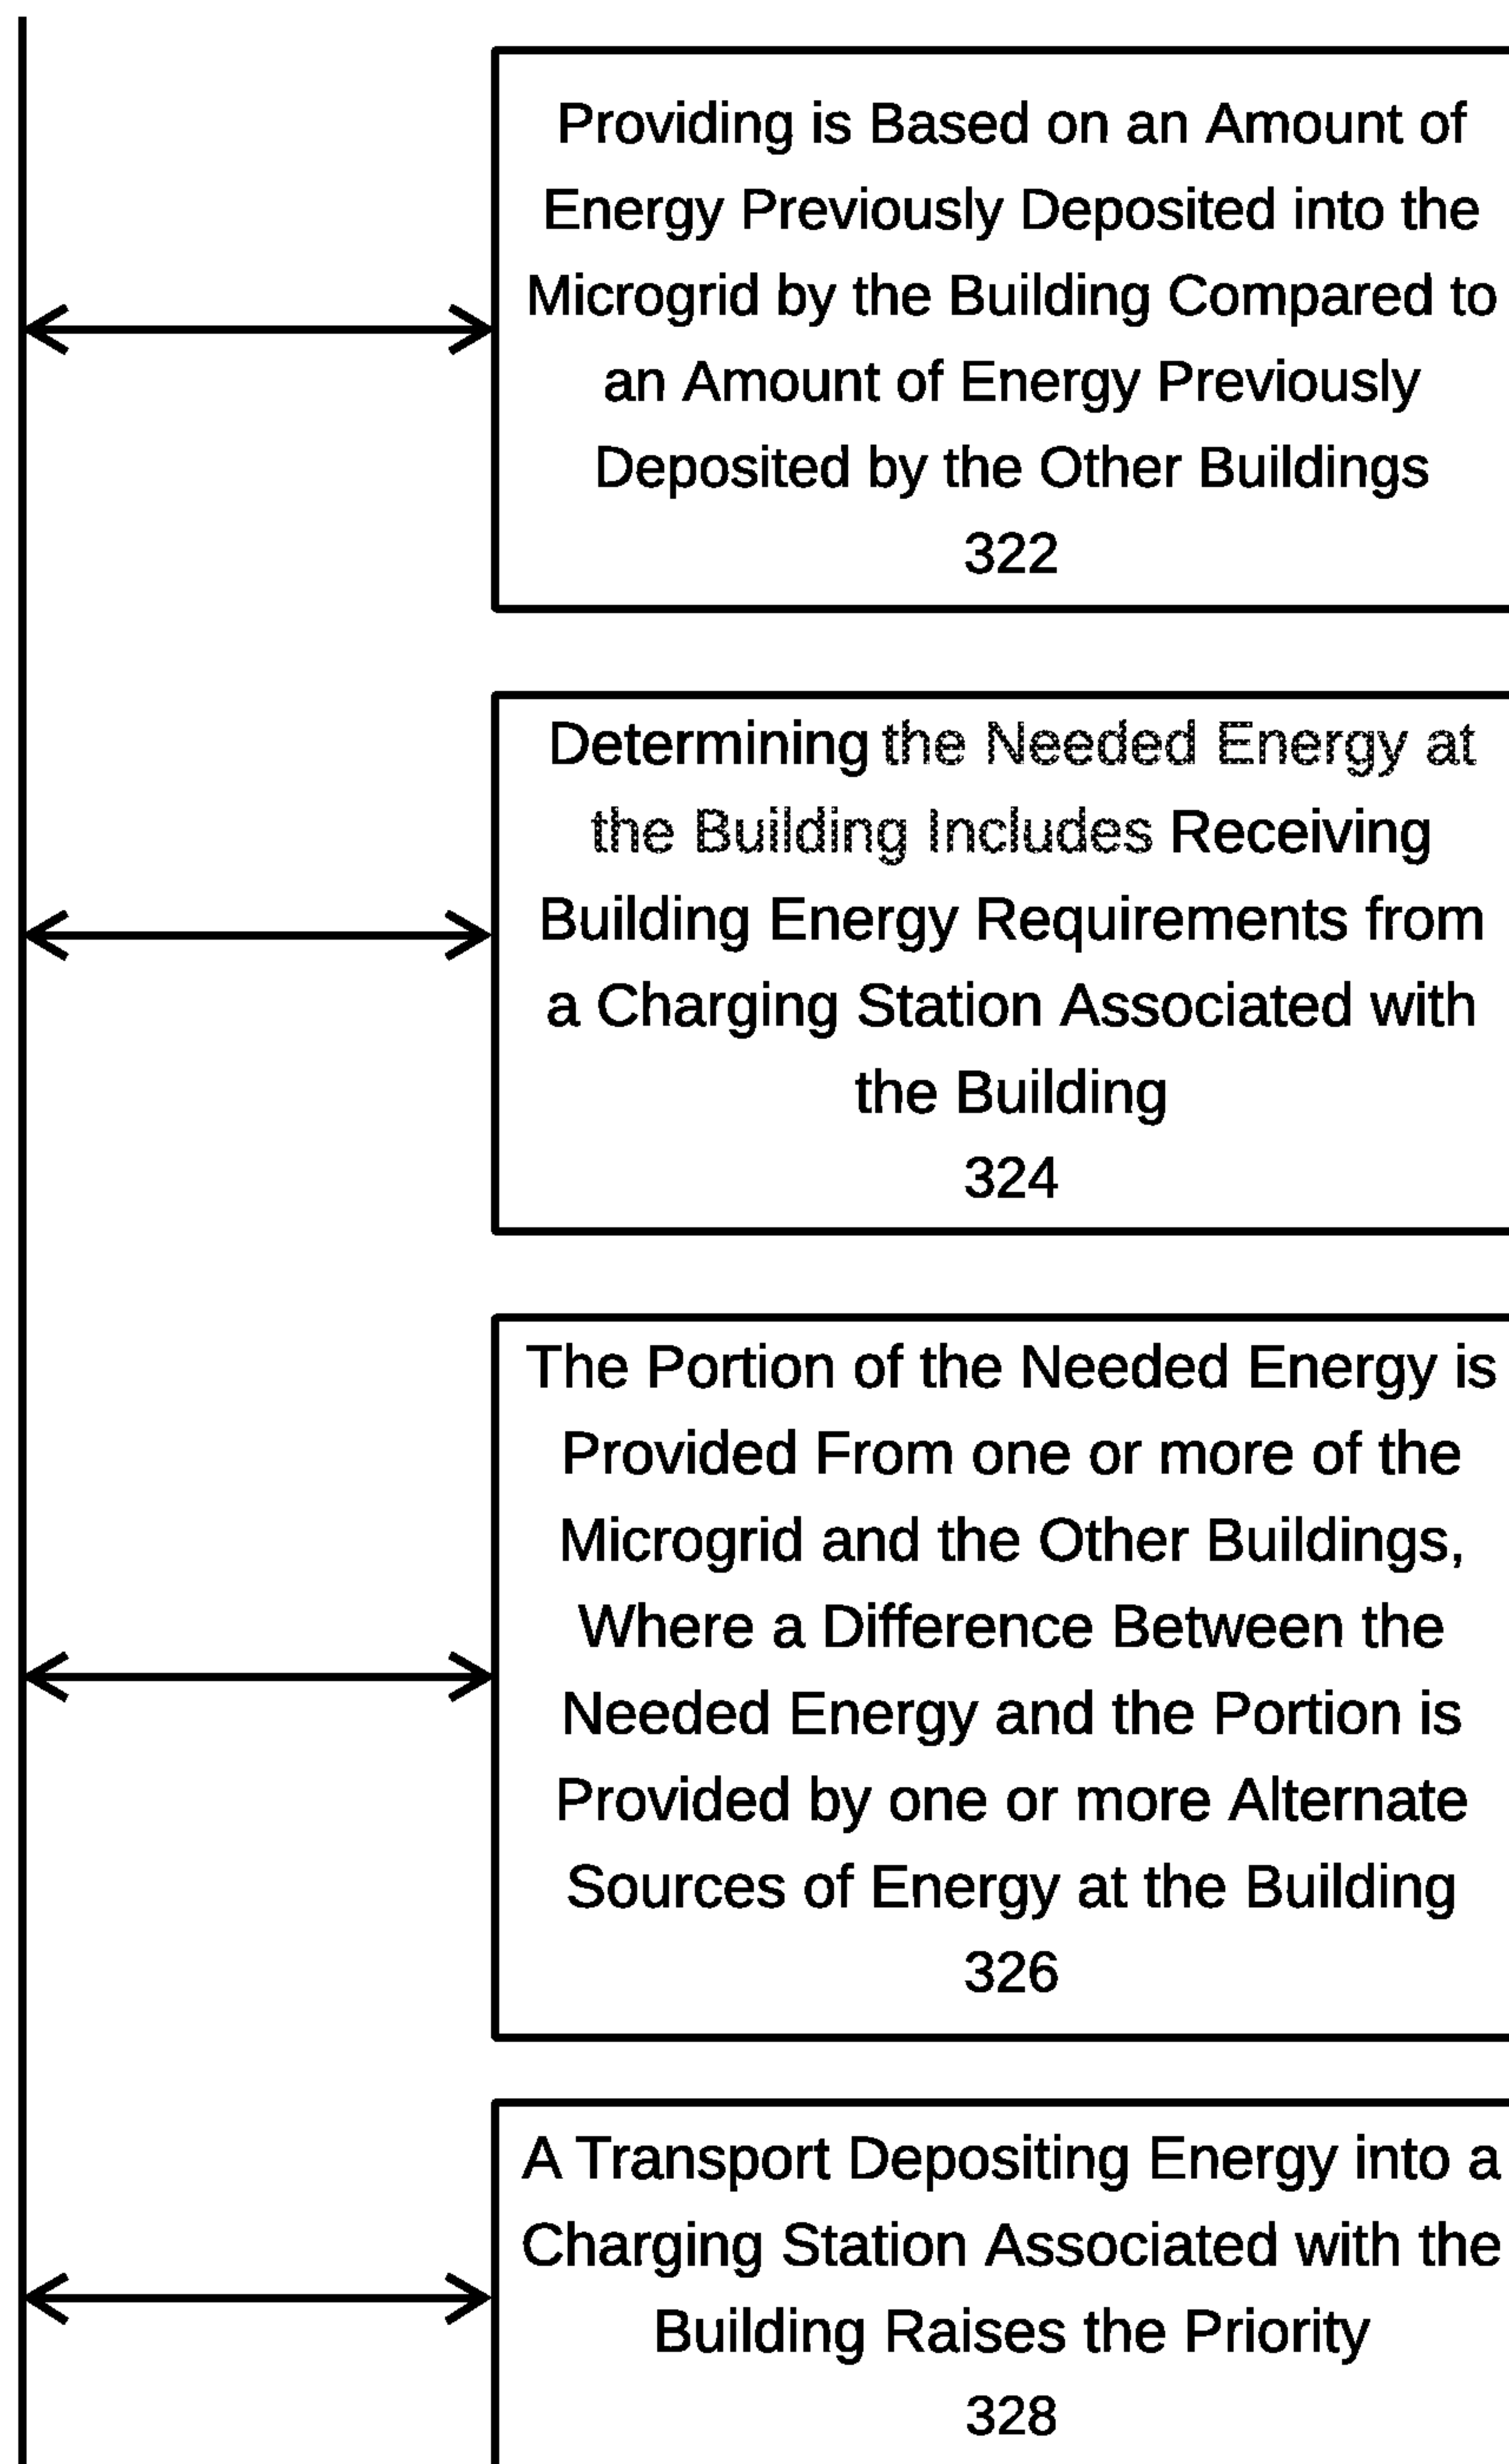 Providing is Based on an Amount of
Energy Previously Deposited into the
Microgrid by the Building Compared to
an Amount of Energy Previously
Deposited by the Other Buildings
322
Determining the Needed Energy at
the Building Includes Receiving
Building Energy Requirements from
a Charging Station Associated with
the Building
324
The Portion of the Needed Energy is
Provided From one or more of the
Microgrid and the Other Buildings,
Where a Difference Between the
Needed Energy and the Portion is
Provided by one or more Alternate
Sources of Energy at the Building
326
A Transport Depositing Energy into a
Charging Station Associated with the
Building Raises the Priority
328